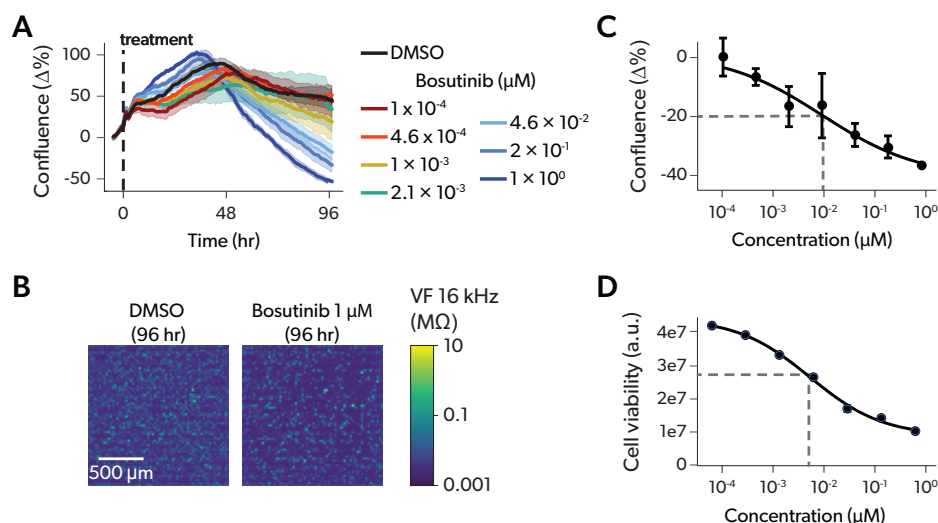 A
treatment
Confluence (Δ%)
100
50
0
-50
0
48
96
Time (hr)
DMSO
Bosutinib (μM)
1 x 10⁻⁴
4.6 x 10⁻⁴
1 × 10⁻³
2.1 × 10⁻³
4.6 × 10⁻²
2 × 10⁻¹
1 × 10⁰
B
DMSO
(96 hr)
Bosutinib 1 μM
(96 hr)
500 μm
VF 16 kHz
(MΩ)
10
0.1
0.001
C
Confluence (Δ%)
0
-20
-40
10⁻⁴
10⁻³
10⁻²
10⁻¹
10⁰
Concentration (μM)
D
Cell viability (a.u.)
4e7
3e7
2e7
1e7
0
10⁻⁴
10⁻³
10⁻²
10⁻¹
10⁰
Concentration (μM)